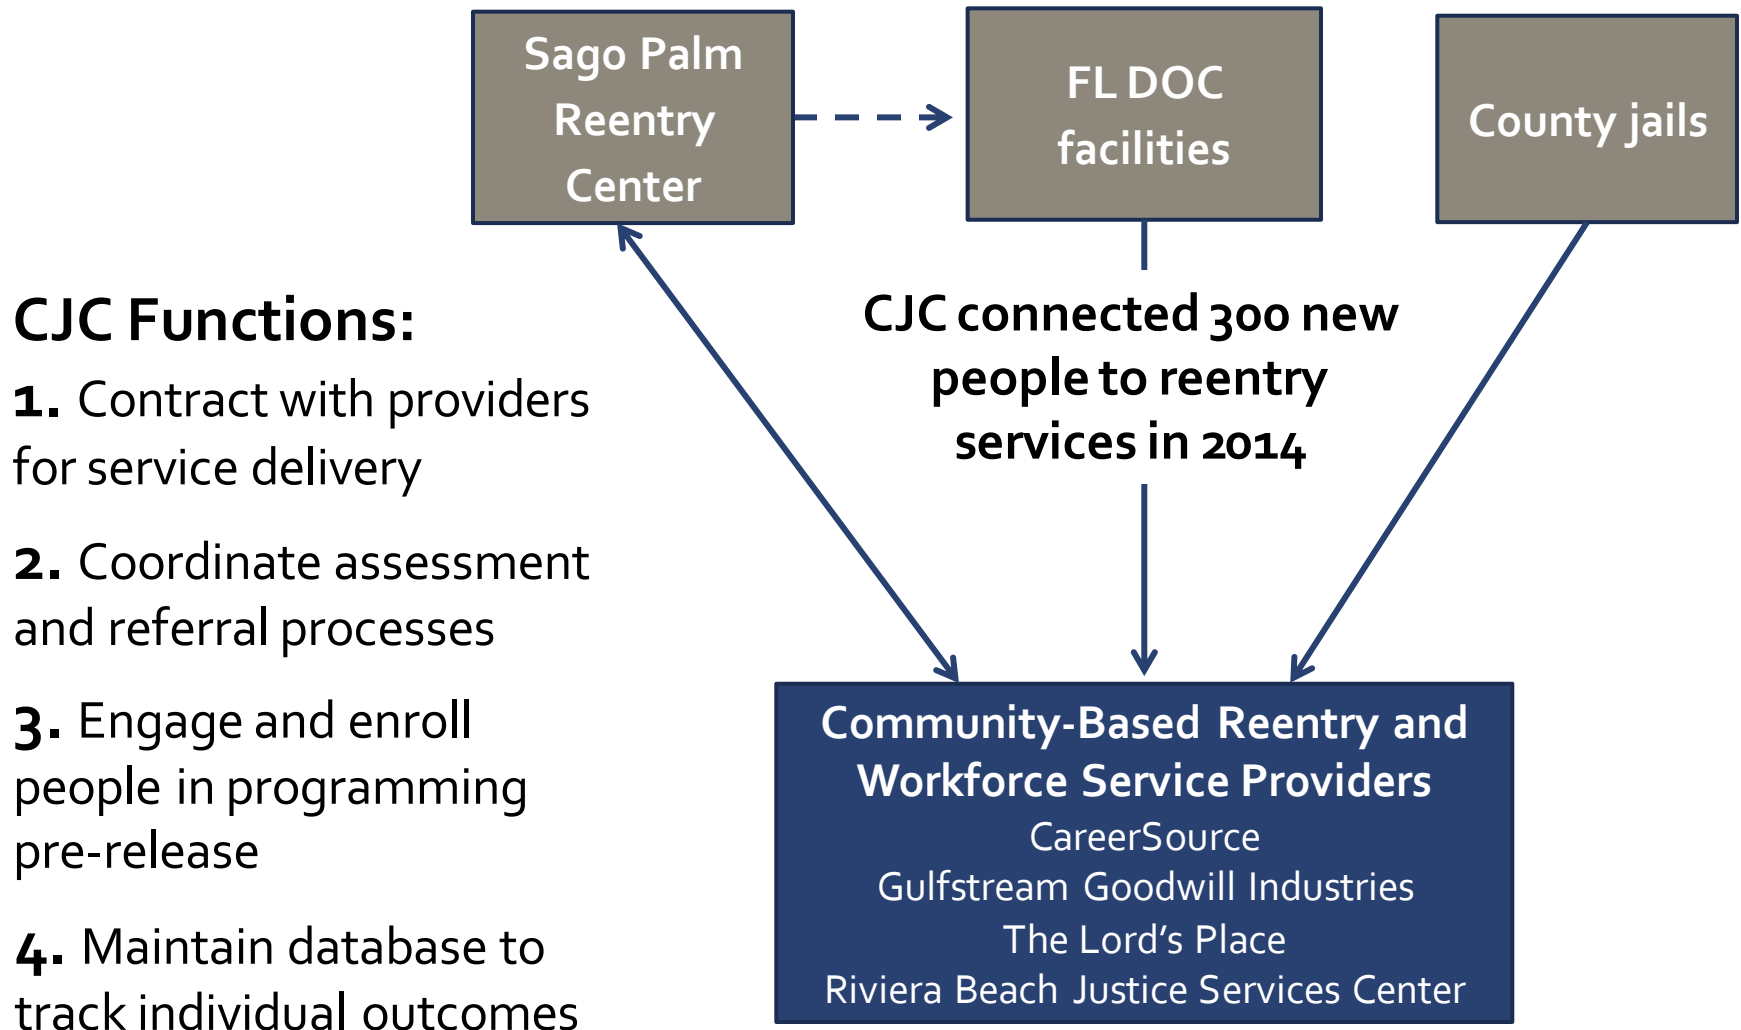 Sago Palm
Reentry
Center
FL DOC
facilities
County jails
CJC Functions:
1. Contract with providers
for service delivery
2. Coordinate assessment
and referral processes
3. Engage and enroll
people in programming
pre-release
4. Maintain database to
track individual outcomes
CJC connected 300 new
people to reentry
services in 2014
Community-Based Reentry and
Workforce Service Providers
CareerSource
Gulfstream Goodwill Industries
The Lord’s Place
Riviera Beach Justice Services Center